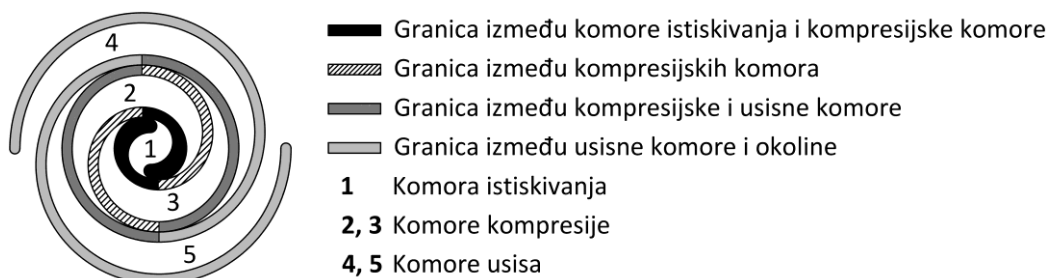 4
2
1
3
5
Granica između komore istiskivanja i kompresijske komore
Granica između kompresijskih komora
Granica između kompresijske i usisne komore
Granica između usisne komore i okoline
1 Komora istiskivanja
2, 3 Komore kompresije
4, 5 Komore usisa